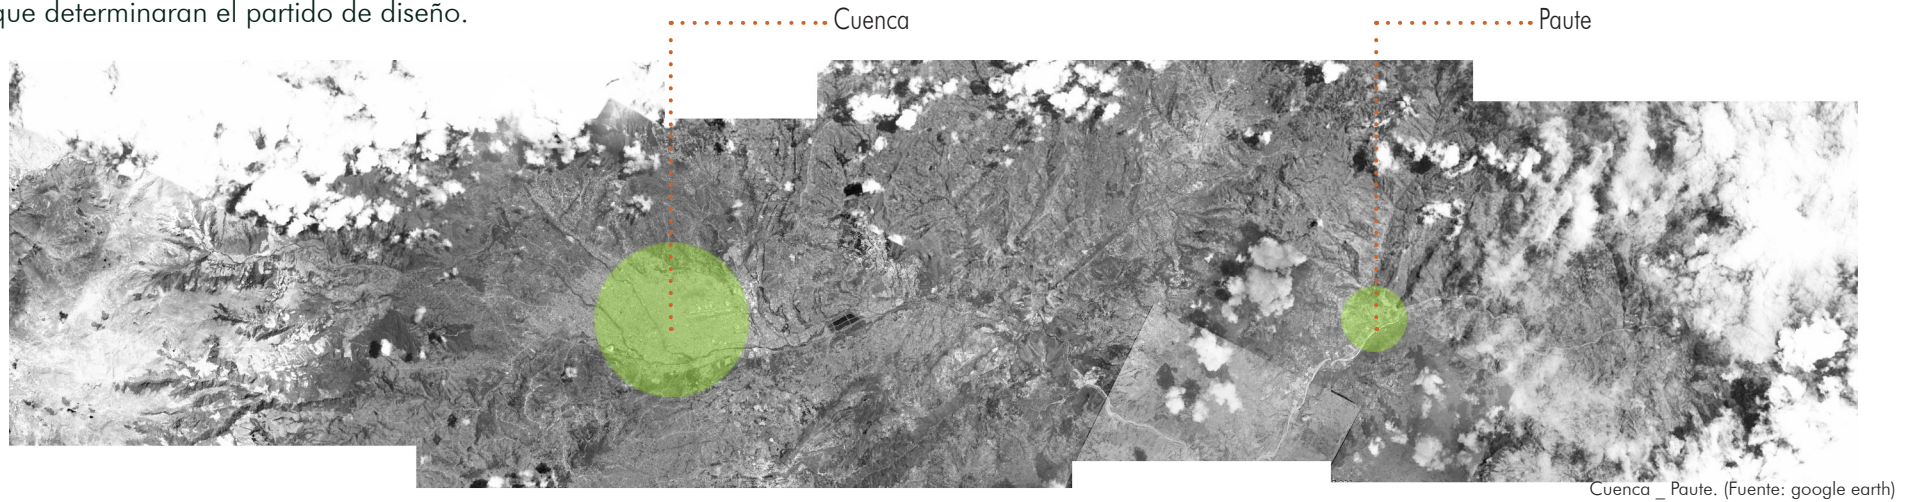 que determinaran el partido de diseño.
Cuenca
Paute
Cuenca _ Paute. (Fuente: google earth)